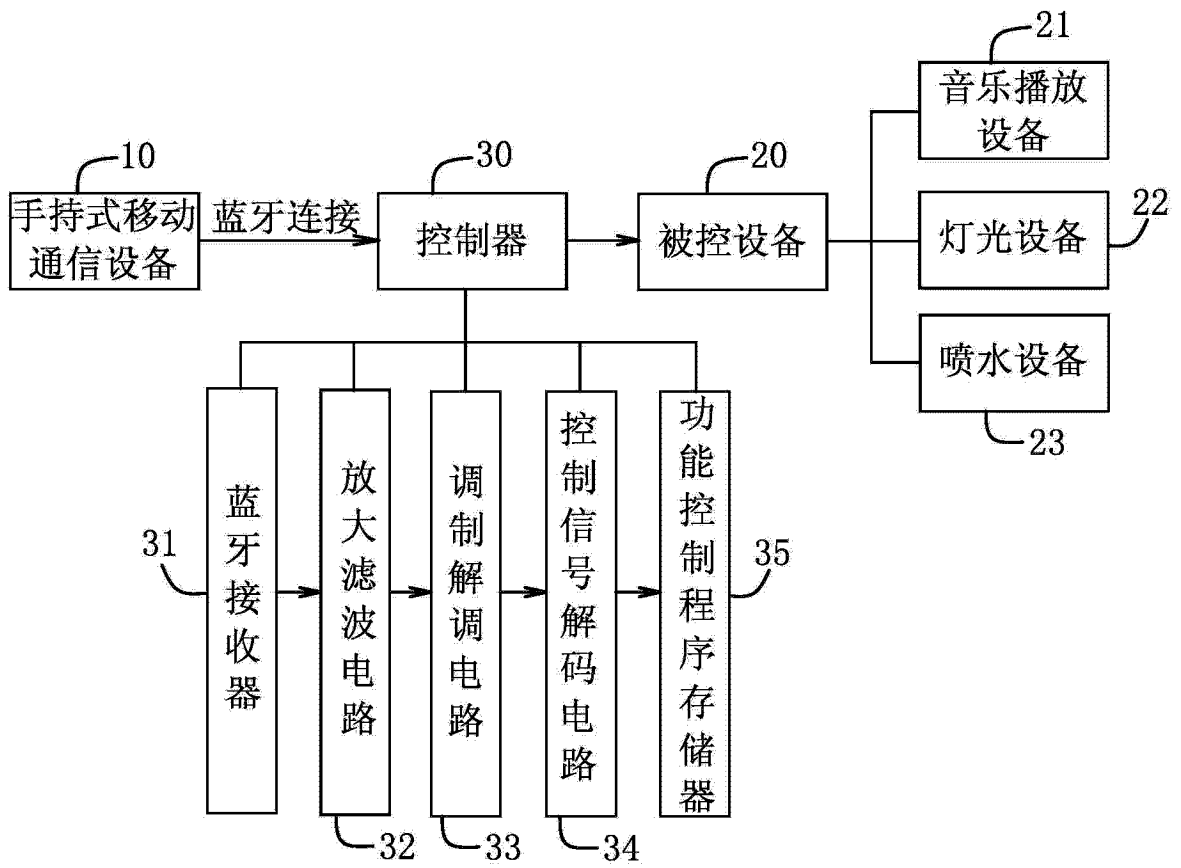 21
音乐播放
设备
10
30
20
手持式移动
通信设备
蓝牙连接
控制器
被控设备
灯光设备
22
喷水设备
23
31
蓝牙接收器
放大滤波电路
调制解调电路
控制信号解码电路
功能控制程序存储器
35
32
33
34